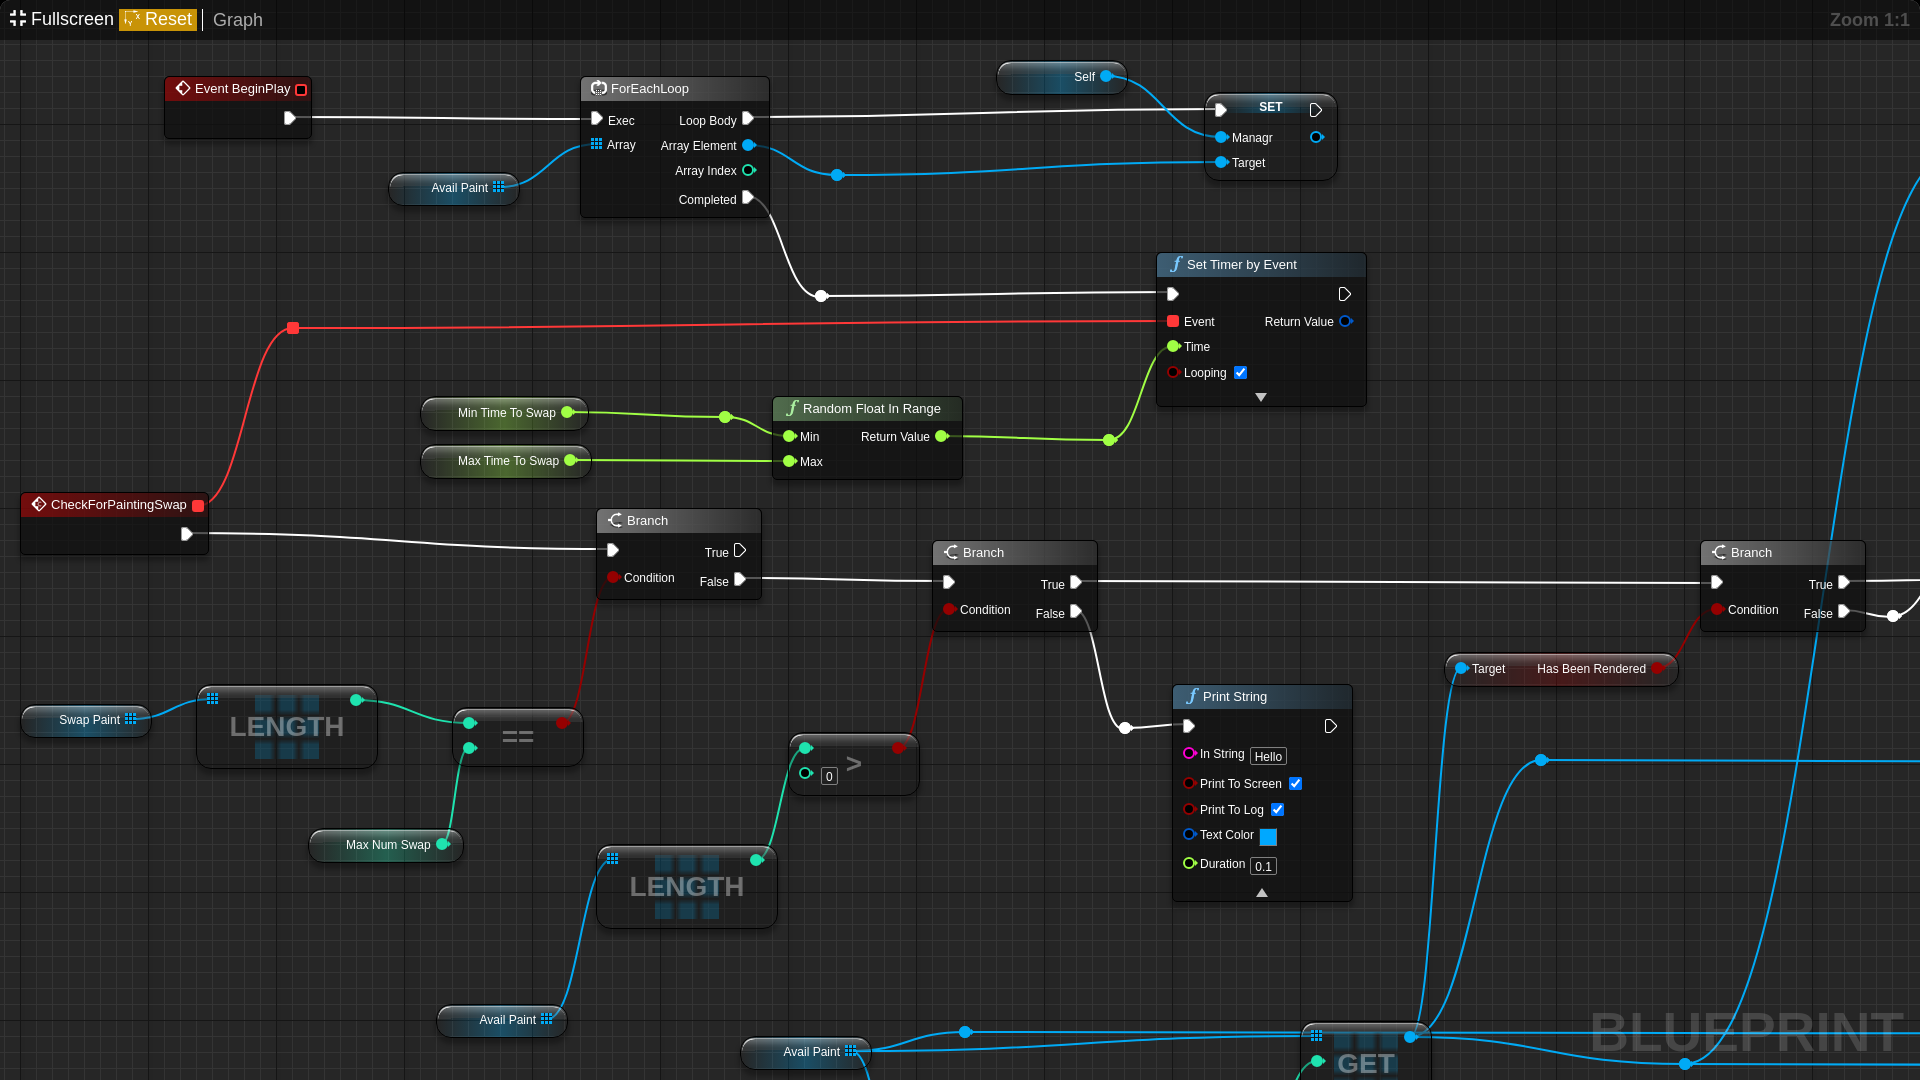 Fullscreen Reset Graph Zoom 1:1
Event BeginPlay
ForEachLoop
Exec Loop Body
Array Array Element
Array Index
Completed
Avail Paint
Self
SET
Managr
Target
Set Timer by Event
Event Return Value
Time
Looping
Min Time To Swap
Max Time To Swap
Random Float In Range
Min Return Value
Max
CheckForPaintingSwap
Branch
True
Condition False
Branch
True
Condition False
Branch
True
Condition False
Target Has Been Rendered
Swap Paint
LENGTH
==
Max Num Swap
>
0
LENGTH
Avail Paint
Print String
In String Hello
Print To Screen
Print To Log
Text Color
Duration 0.1
Avail Paint
GET
BLUEPRINT